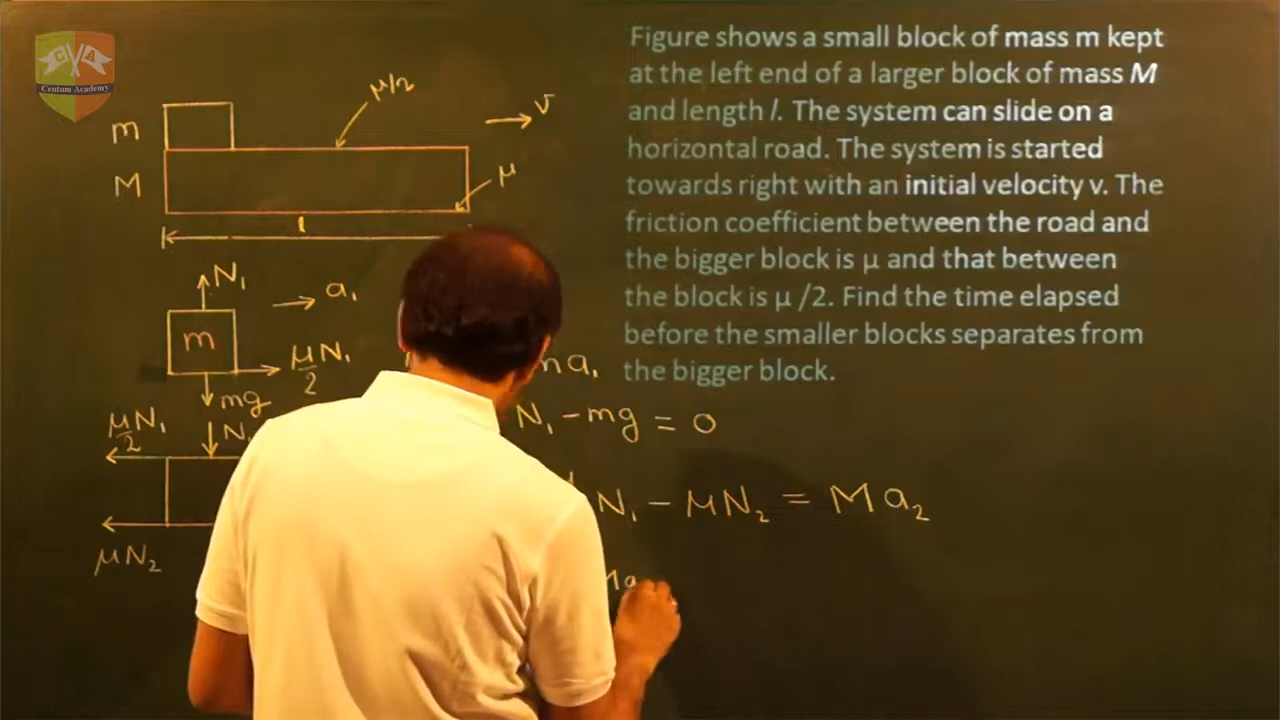 Centum Academy
Figure shows a small block of mass m kept
at the left end of a larger block of mass M
and length l. The system can slide on a
horizontal road. The system is started
towards right with an initial velocity v. The
friction coefficient between the road and
the bigger block is μ and that between
the block is μ /2. Find the time elapsed
before the smaller blocks separates from
the bigger block.
μ/2
v
m
M
μ
l
N₁
a₁
m
μN₁/2
mg
μN₁/2
N
μN₂
ma₁
N₁ - mg = 0
N₁ - μN₂ = Ma₂